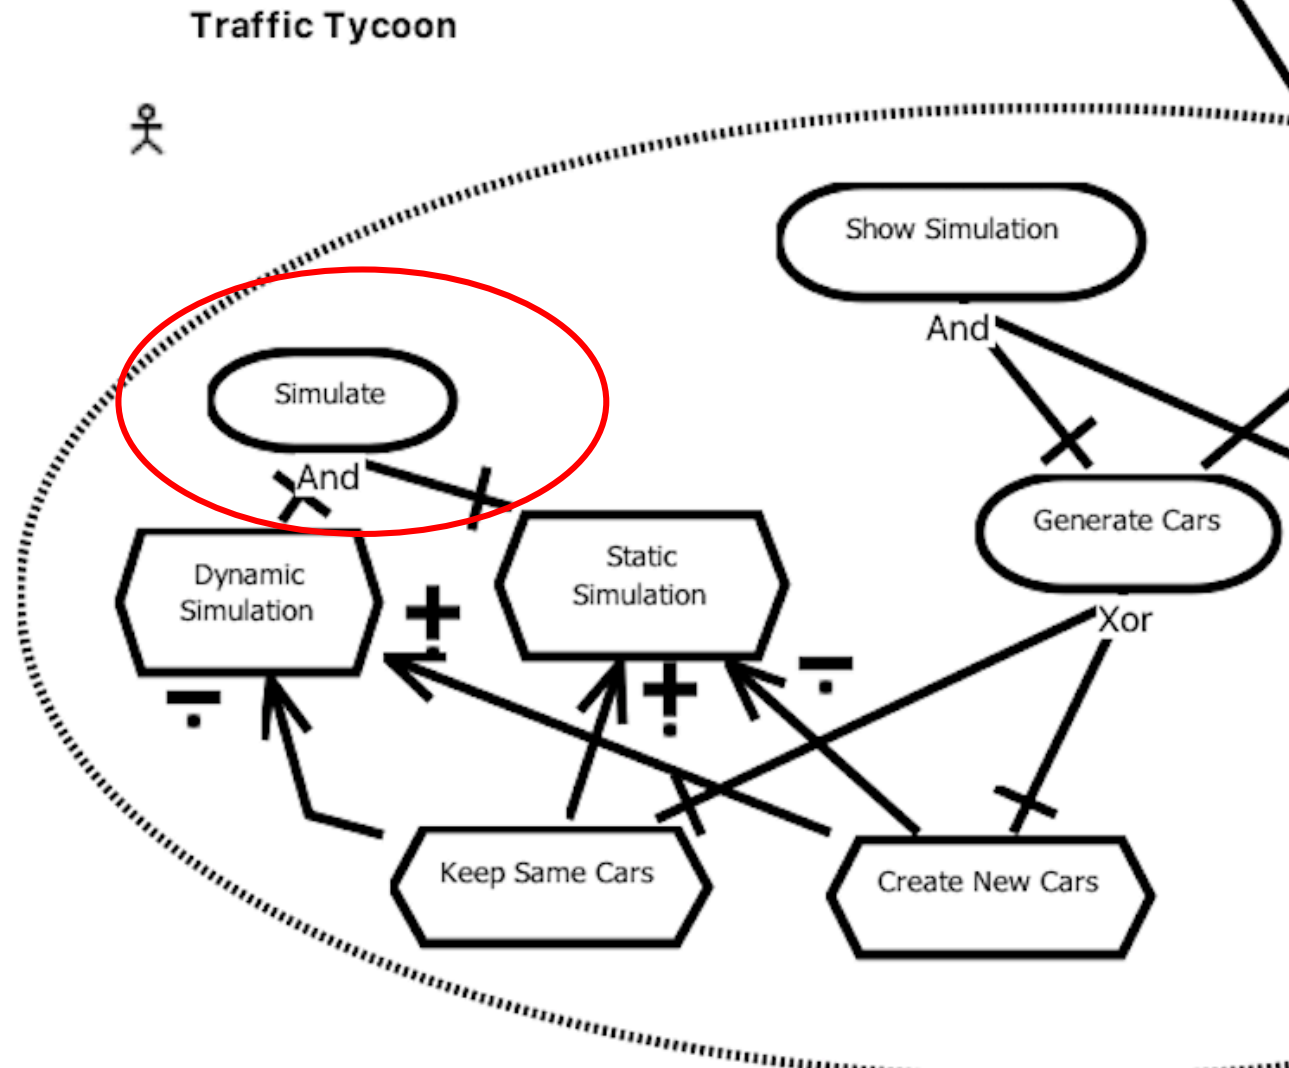 Traffic Tycoon
Show Simulation
And
Simulate
And
Generate Cars
Xor
Dynamic
Simulation
Static
Simulation
Keep Same Cars
Create New Cars